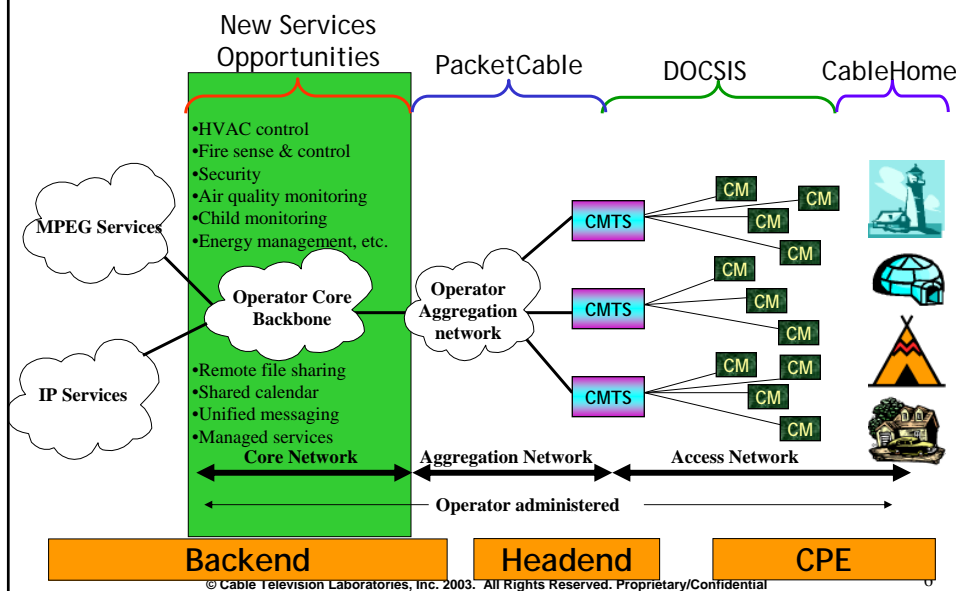 New Services
Opportunities
PacketCable
DOCSIS
CableHome
•HVAC control
•Fire sense & control
•Security
•Air quality monitoring
•Child monitoring
•Energy management, etc.
MPEG Services
IP Services
Operator Core
Backbone
•Remote file sharing
•Shared calendar
•Unified messaging
•Managed services
Operator
Aggregation
network
CMTS
CM
CM
CM
CM
CMTS
CM
CM
CM
CMTS
CM
CM
CM
CM
Core Network
Aggregation Network
Access Network
Operator administered
Backend
Headend
CPE
© Cable Television Laboratories, Inc. 2003. All Rights Reserved. Proprietary/Confidential
6